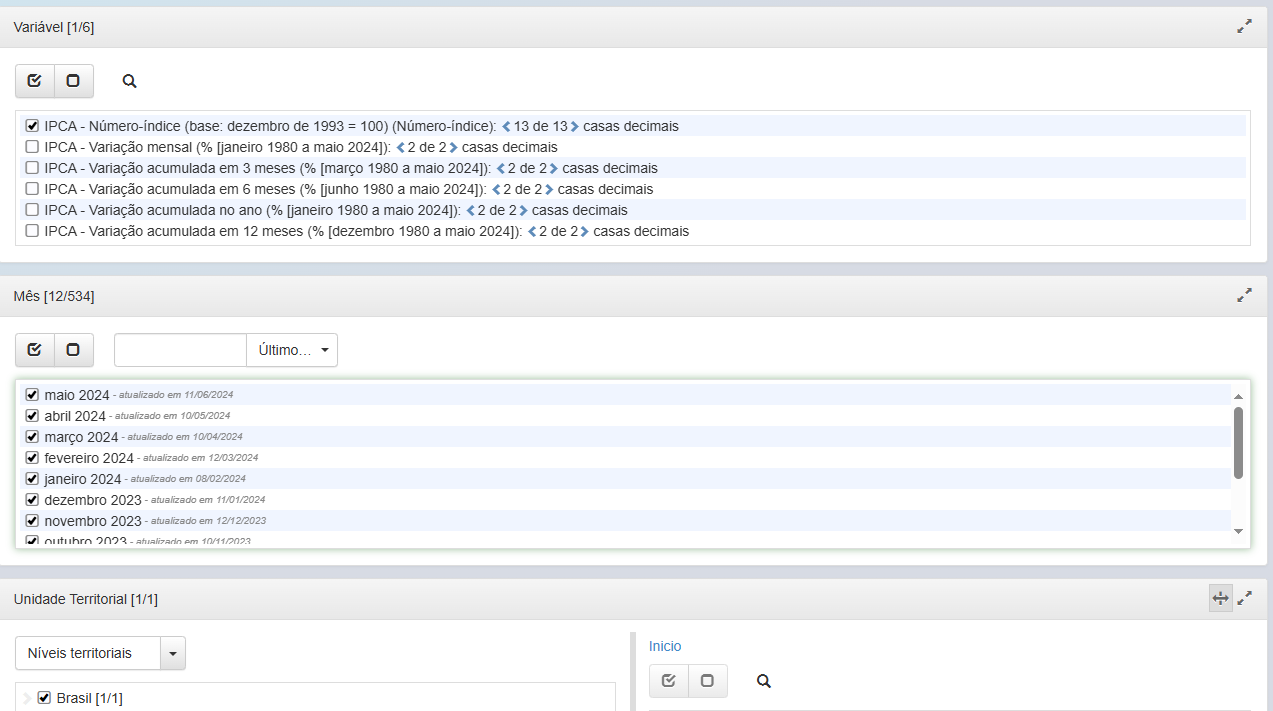 Variável [1/6]
IPCA - Número-índice (base: dezembro de 1993 = 100) (Número-índice): 13 de 13 casas decimais
IPCA - Variação mensal (% [janeiro 1980 a maio 2024]): 2 de 2 casas decimais
IPCA - Variação acumulada em 3 meses (% [março 1980 a maio 2024]): 2 de 2 casas decimais
IPCA - Variação acumulada em 6 meses (% [junho 1980 a maio 2024]): 2 de 2 casas decimais
IPCA - Variação acumulada no ano (% [janeiro 1980 a maio 2024]): 2 de 2 casas decimais
IPCA - Variação acumulada em 12 meses (% [dezembro 1980 a maio 2024]): 2 de 2 casas decimais
Mês [12/534]
Último...
maio 2024 - atualizado em 11/06/2024
abril 2024 - atualizado em 10/05/2024
março 2024 - atualizado em 10/04/2024
fevereiro 2024 - atualizado em 12/03/2024
janeiro 2024 - atualizado em 08/02/2024
dezembro 2023 - atualizado em 11/01/2024
novembro 2023 - atualizado em 12/12/2023
outubro 2023 - atualizado em 10/11/2023
Unidade Territorial [1/1]
Níveis territoriais
Inicio
Brasil [1/1]